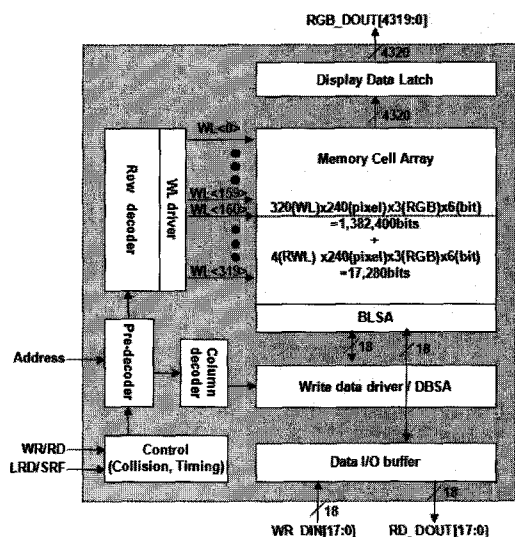 RGB_DOUT[4319:0]
4320
Display Data Latch
4320
WL<0>
Row decoder
WL driver
Memory Cell Array
WL<159>
WL<160>
320(WL)x240(pixel)x3(RGB)x6(bit)
=1,382,400bits
+
4(RWL) x240(pixel)x3(RGB)x6(bit)
=17,280bits
WL<319>
BLSA
18
18
Address
Pre-decoder
Column decoder
Write data driver / DBSA
WR/RD
LRD/SRF
Control
(Collision, Timing)
Data I/O buffer
18
18
WR_DIN[17:0]
RD_DOUT[17:0]